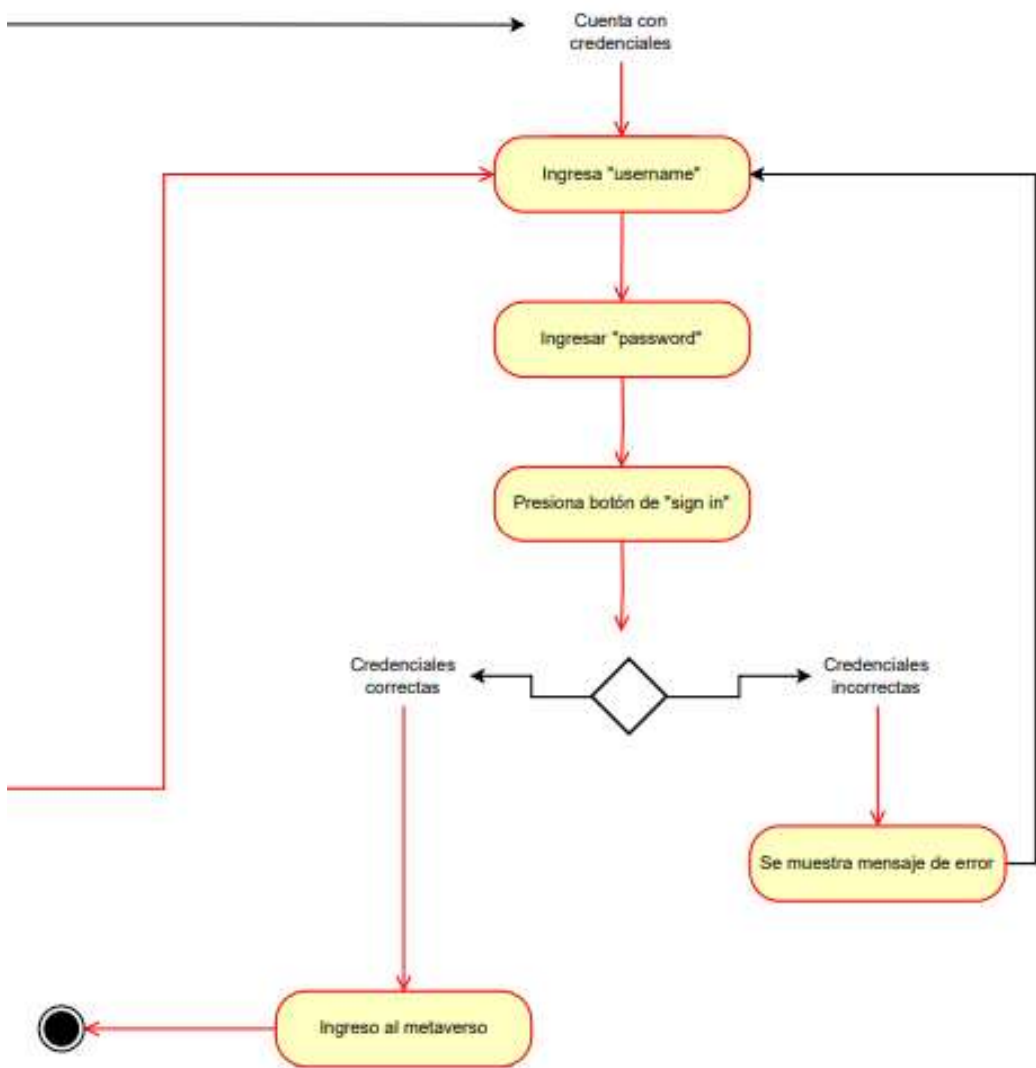 Cuenta con
credenciales
Ingresa "username"
Ingresar "password"
Presiona botón de "sign in"
Credenciales
correctas
Credenciales
incorrectas
Se muestra mensaje de error
Ingreso al metaverso